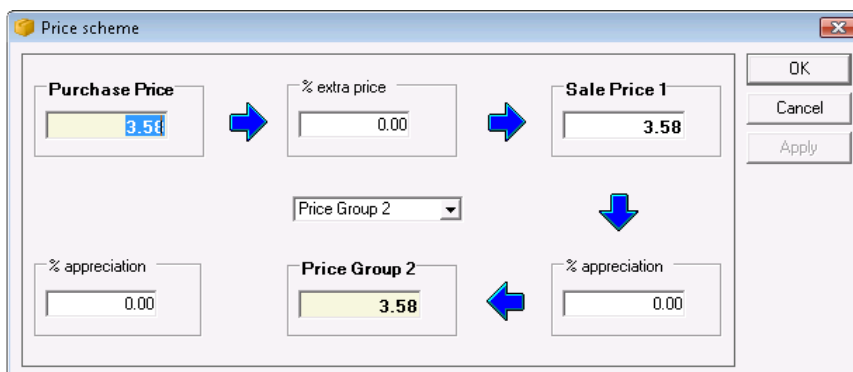 Price scheme
Purchase Price
% extra price
Sale Price 1
OK
3.58
0.00
3.58
Cancel
Apply
Price Group 2
% appreciation
Price Group 2
% appreciation
0.00
3.58
0.00